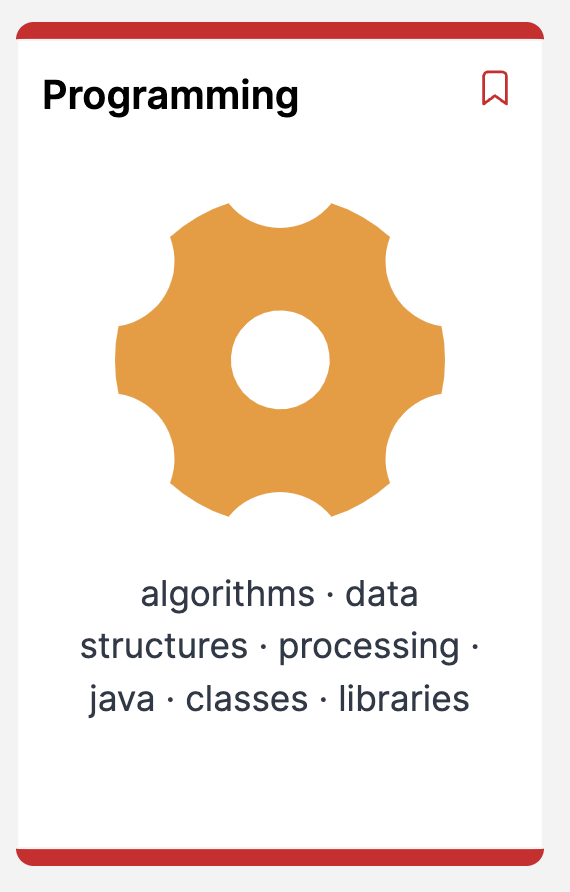 Programming
algorithms · data
structures · processing ·
java · classes · libraries